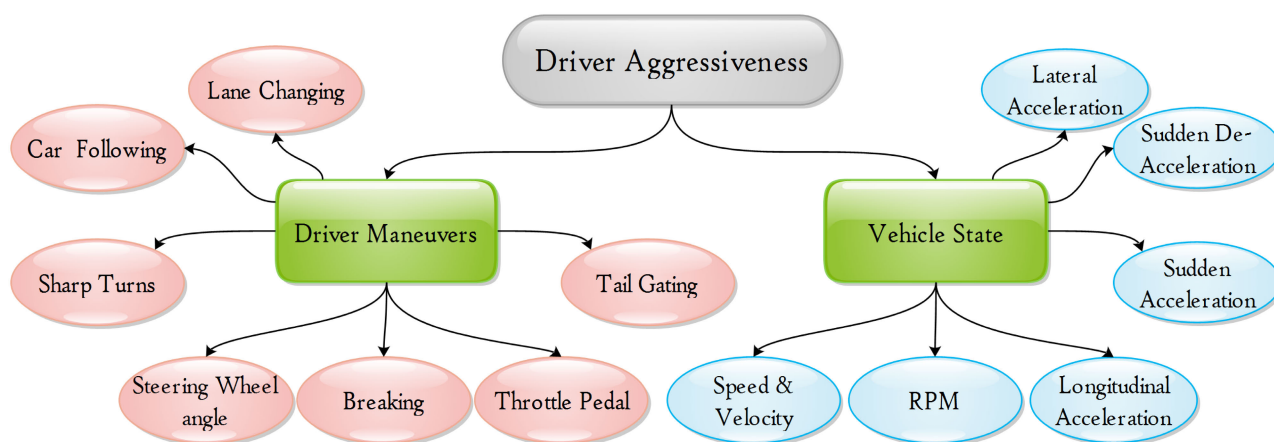 Driver Aggressiveness
Lane Changing
Lateral
Acceleration
Car Following
Sudden De-
Acceleration
Driver Maneuvers
Vehicle State
Sharp Turns
Tail Gating
Sudden
Acceleration
Steering Wheel
angle
Breaking
Throttle Pedal
Speed &
Velocity
RPM
Longitudinal
Acceleration